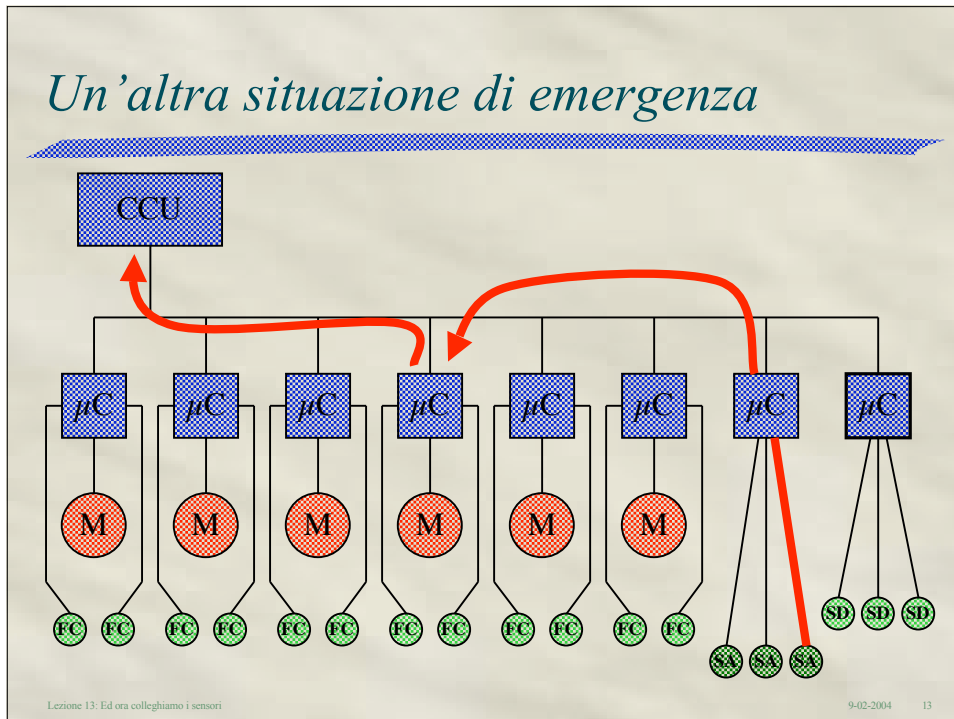 Un’altra situazione di emergenza
CCU
µC µC µC µC µC µC µC µC
M M M M M M
FC FC FC FC FC FC FC FC FC FC FC FC
SD SD SD
SA SA SA
Lezione 13: Ed ora colleghiamo i sensori 9-02-2004 13